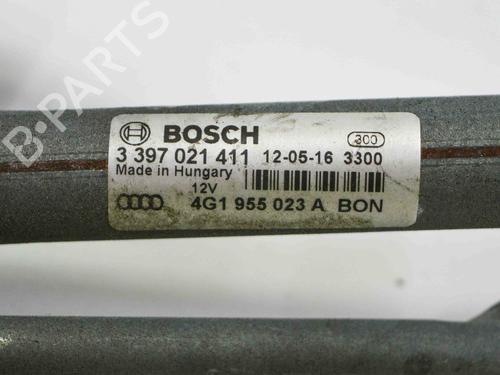 B-PARTS
BOSCH 300
3 397 021 411 12-05-16 3300
Made in Hungary
12V
4G1 955 023 A BON